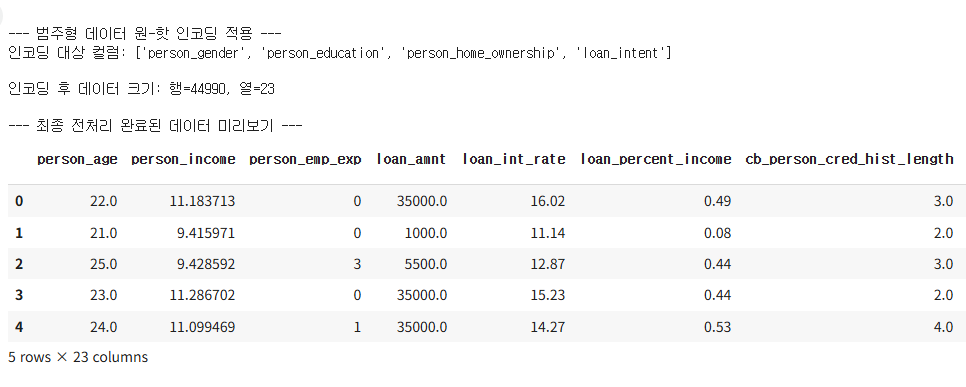 --- 범주형 데이터 원-핫 인코딩 적용 ---
인코딩 대상 컬럼: ['person_gender', 'person_education', 'person_home_ownership', 'loan_intent']
인코딩 후 데이터 크기: 행=44990, 열=23
--- 최종 전처리 완료된 데이터 미리보기 ---
person_age person_income person_emp_exp loan_amnt loan_int_rate loan_percent_income cb_person_cred_hist_length
0 22.0 11.183713 0 35000.0 16.02 0.49 3.0
1 21.0 9.415971 0 1000.0 11.14 0.08 2.0
2 25.0 9.428592 3 5500.0 12.87 0.44 3.0
3 23.0 11.286702 0 35000.0 15.23 0.44 2.0
4 24.0 11.099469 1 35000.0 14.27 0.53 4.0
5 rows × 23 columns